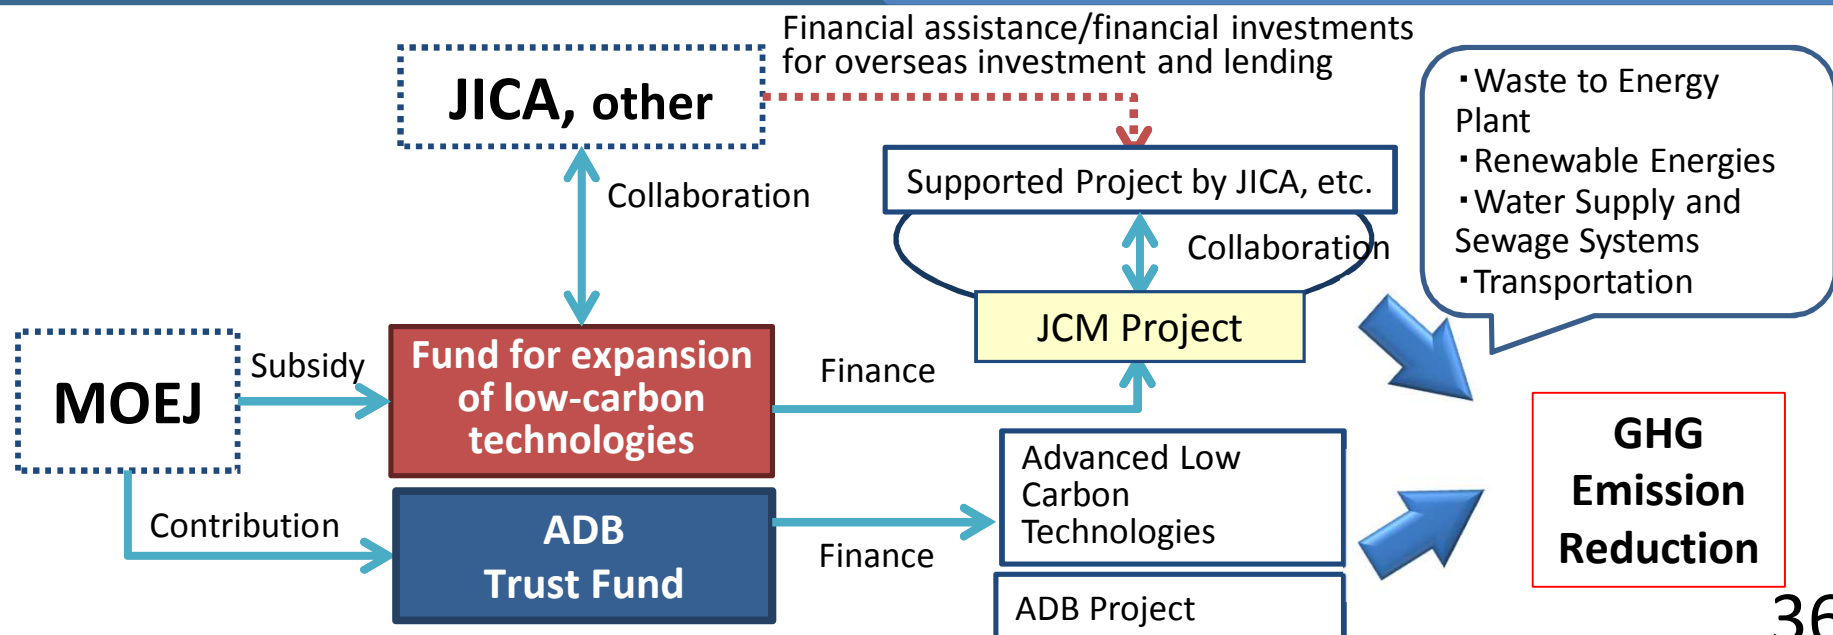 Financial assistance/financial investments
for overseas investment and lending
JICA, other
・Waste to Energy
Plant
・Renewable Energies
・Water Supply and
Sewage Systems
・Transportation
Supported Project by JICA, etc.
Collaboration
Collaboration
JCM Project
MOEJ
Subsidy
Fund for expansion
of low-carbon
technologies
Finance
Contribution
ADB
Trust Fund
Finance
Advanced Low
Carbon
Technologies
ADB Project
GHG
Emission
Reduction
36